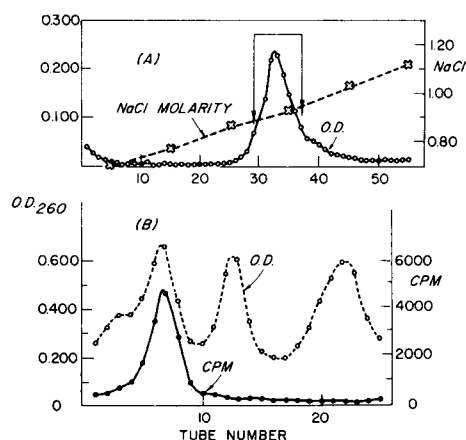 0.300
(A)
1.20
NaCl
0.200
1.00
NaCl MOLARITY
0.100
0.80
O.D.
0
10
20
30
40
50
O.D. 260
(B)
0.600
O.D.
6000
CPM
0.400
4000
0.200
CPM
2000
0
0
10
20
TUBE NUMBER